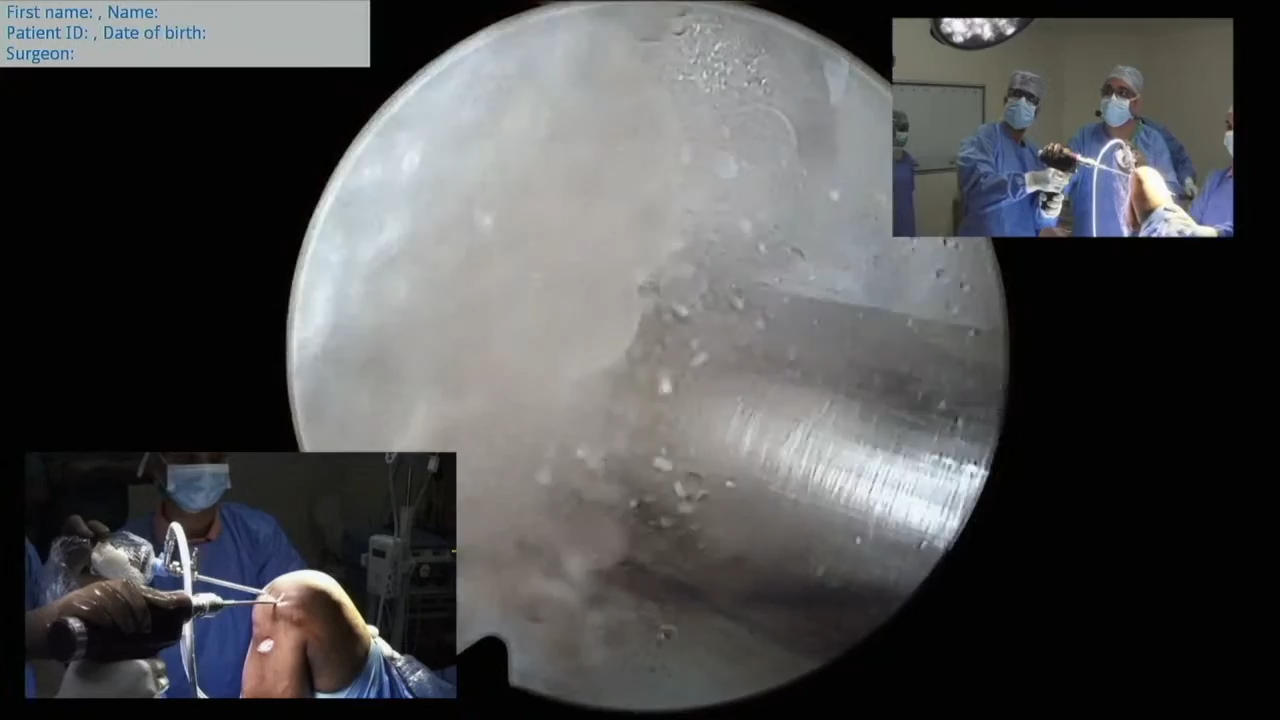 First name: , Name:
Patient ID: , Date of birth:
Surgeon: